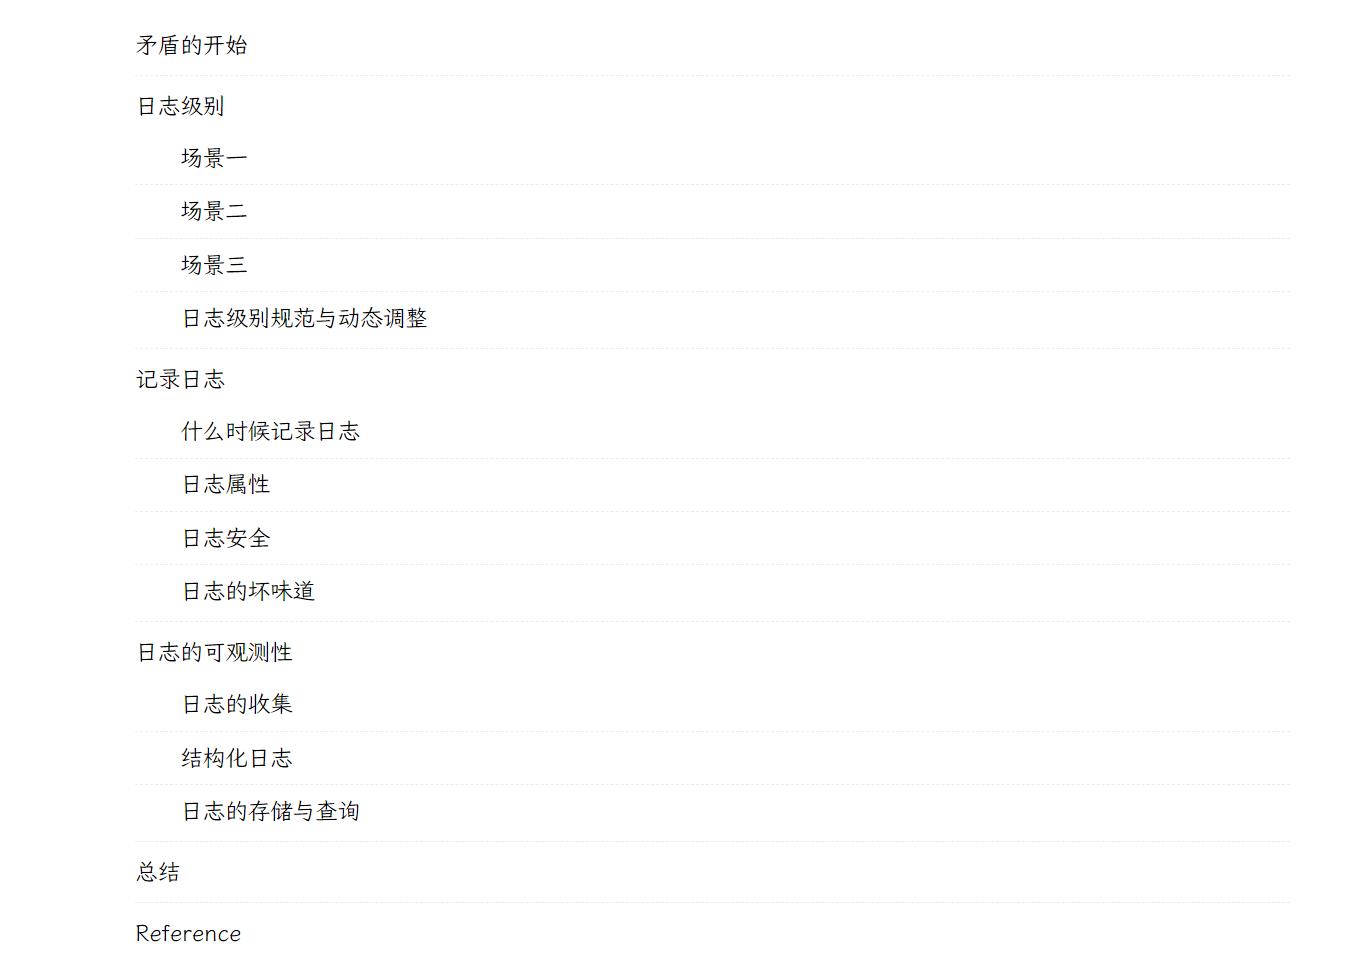 矛盾的开始
日志级别
场景一
场景二
场景三
日志级别规范与动态调整
记录日志
什么时候记录日志
日志属性
日志安全
日志的坏味道
日志的可观测性
日志的收集
结构化日志
日志的存储与查询
总结
Reference